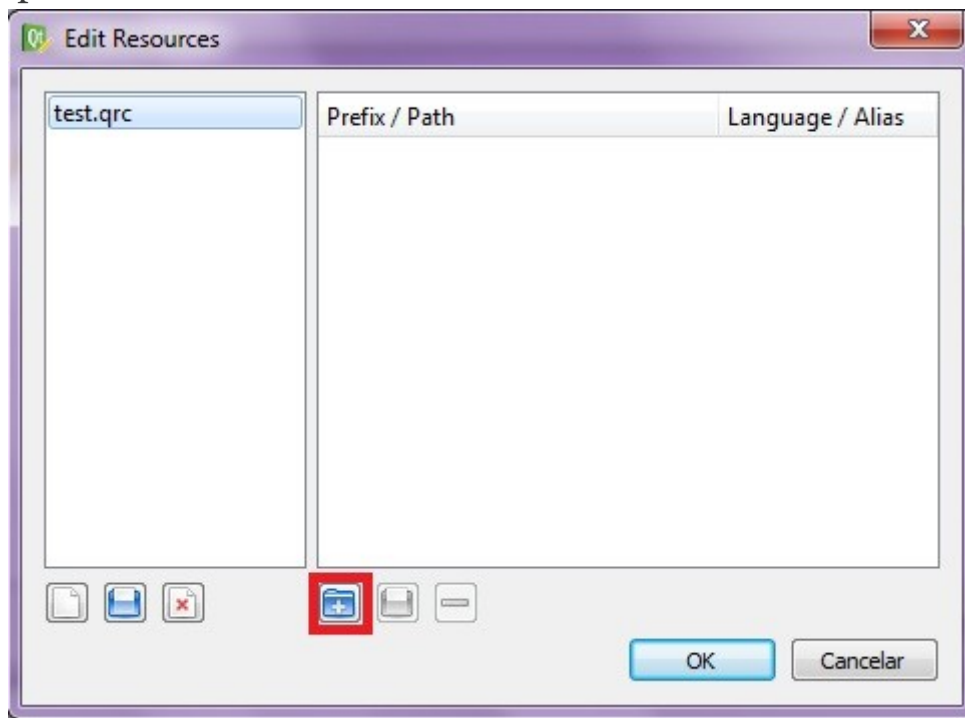 Edit Resources
test.qrc
Prefix / Path
Language / Alias
OK
Cancelar